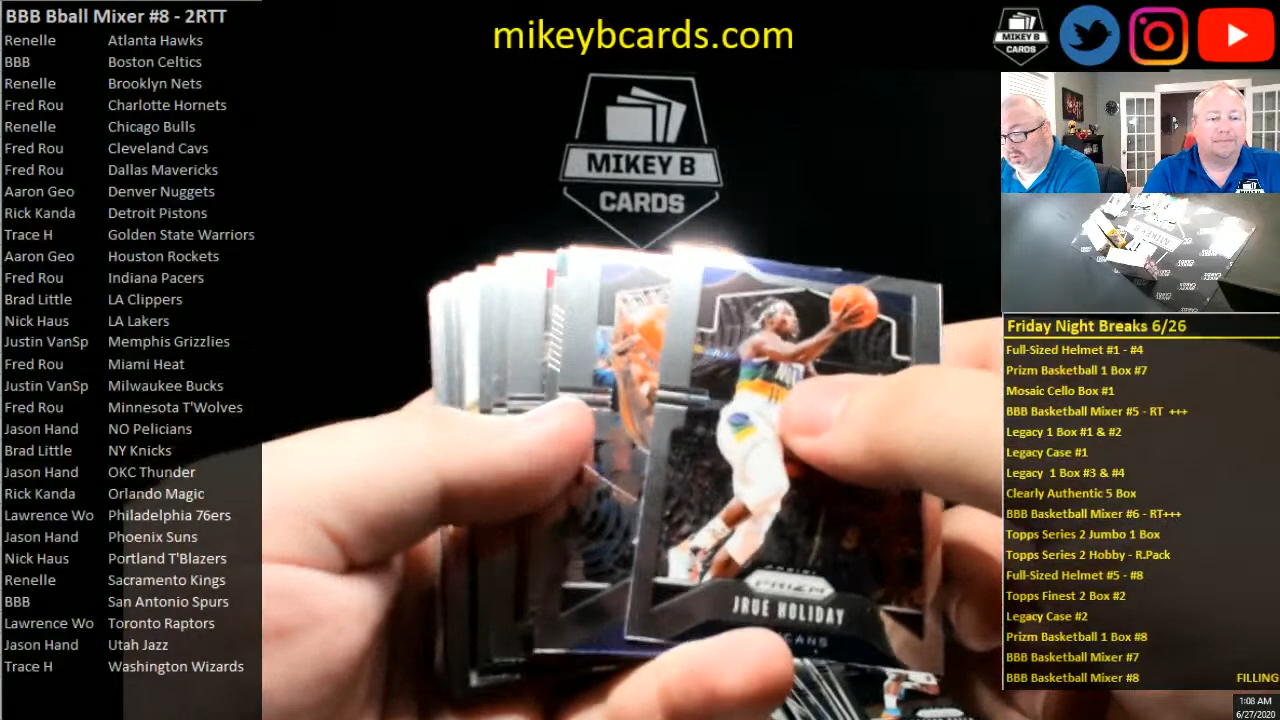 BBB Bball Mixer #8 - 2RTT
Renelle Atlanta Hawks
BBB Boston Celtics
Renelle Brooklyn Nets
Fred Rou Charlotte Hornets
Renelle Chicago Bulls
Fred Rou Cleveland Cavs
Fred Rou Dallas Mavericks
Aaron Geo Denver Nuggets
Rick Kanda Detroit Pistons
Trace H Golden State Warriors
Aaron Geo Houston Rockets
Fred Rou Indiana Pacers
Brad Little LA Clippers
Nick Haus LA Lakers
Justin VanSp Memphis Grizzlies
Fred Rou Miami Heat
Justin VanSp Milwaukee Bucks
Fred Rou Minnesota T'Wolves
Jason Hand NO Pelicians
Brad Little NY Knicks
Jason Hand OKC Thunder
Rick Kanda Orlando Magic
Lawrence Wo Philadelphia 76ers
Jason Hand Phoenix Suns
Nick Haus Portland T'Blazers
Renelle Sacramento Kings
BBB San Antonio Spurs
Lawrence Wo Toronto Raptors
Jason Hand Utah Jazz
Trace H Washington Wizards
mikeybcards.com
MIKEY B
CARDS
PRIZM
JRUE HOLIDAY
MIKEY B
CARDS
MIKEY B
Friday Night Breaks 6/26
Full-Sized Helmet #1 - #4
Prizm Basketball 1 Box #7
Mosaic Cello Box #1
BBB Basketball Mixer #5 - RT +++
Legacy 1 Box #1 & #2
Legacy Case #1
Legacy 1 Box #3 & #4
Clearly Authentic 5 Box
BBB Basketball Mixer #6 - RT+++
Topps Series 2 Jumbo 1 Box
Topps Series 2 Hobby - R.Pack
Full-Sized Helmet #5 - #8
Topps Finest 2 Box #2
Legacy Case #2
Prizm Basketball 1 Box #8
BBB Basketball Mixer #7
BBB Basketball Mixer #8 FILLING
1:08 AM
6/27/2020